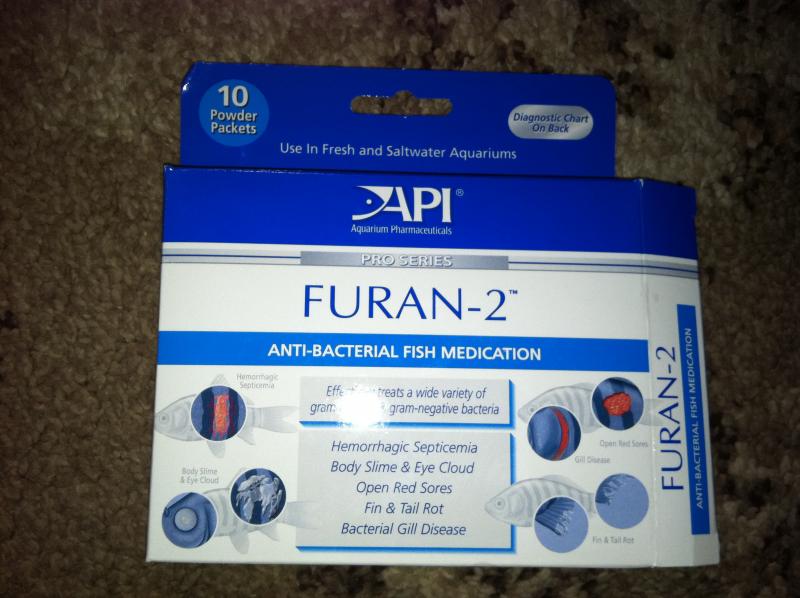 10
Powder
Packets
Diagnostic Chart
On Back
Use In Fresh and Saltwater Aquariums
API®
Aquarium Pharmaceuticals
PRO SERIES
FURAN-2™
ANTI-BACTERIAL FISH MEDICATION
Hemorrhagic
Septicemia
treats a wide variety of
gram-negative bacteria
Hemorrhagic Septicemia
Body Slime & Eye Cloud
Open Red Sores
Fin & Tail Rot
Bacterial Gill Disease
Body Slime
& Eye Cloud
Open Red Sores
Gill Disease
Fin & Tail Rot
FURAN-2
ANTI-BACTERIAL FISH MEDICATION